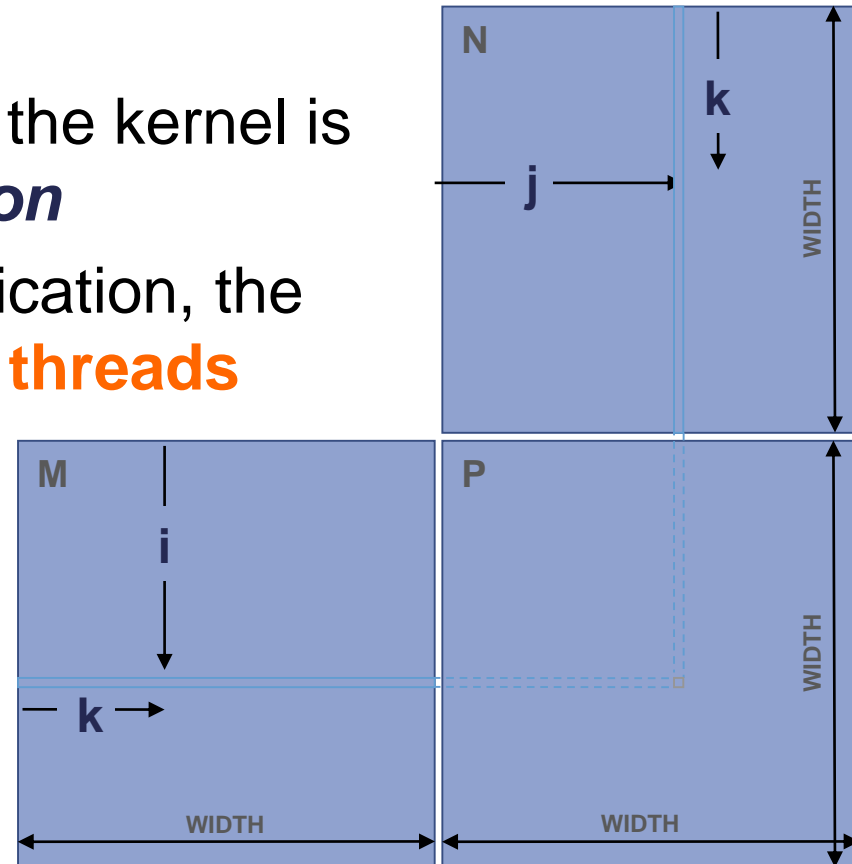 the kernel is
on
ication, the
threads
N
k
j
WIDTH
M
P
i
WIDTH
k
WIDTH
WIDTH